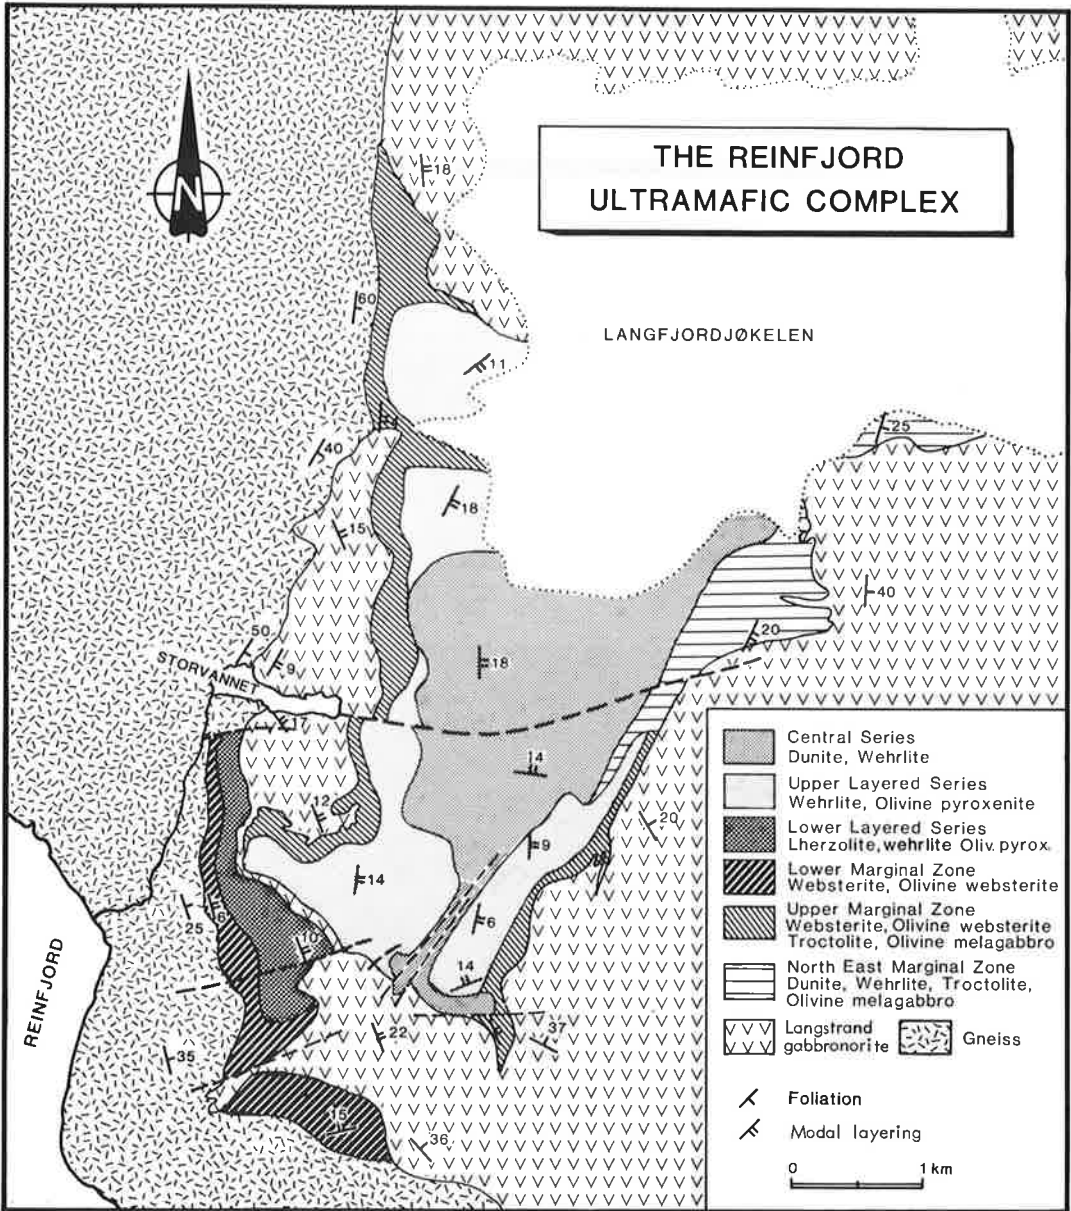 THE REINFJORD
ULTRAMAFIC COMPLEX
N
18
60
LANGFJORDJØKELEN
11
25
40
18
15
40
50
20
9
18
STORVANNET
17
14
Central Series
Dunite, Wehrlite
Upper Layered Series
Wehrlite, Olivine pyroxenite
12
20
Lower Layered Series
Lherzolite, wehrlite Oliv. pyrox.
9
14
Lower Marginal Zone
Websterite, Olivine websterite
6
25
6
Upper Marginal Zone
Websterite, Olivine websterite
Troctolite, Olivine melagabbro
10
14
North East Marginal Zone
Dunite, Wehrlite, Troctolite,
Olivine melagabbro
REINFJORD
22
37
Langstrand
gabbronorite
Gneiss
35
Foliation
15
36
Modal layering
0
1 km